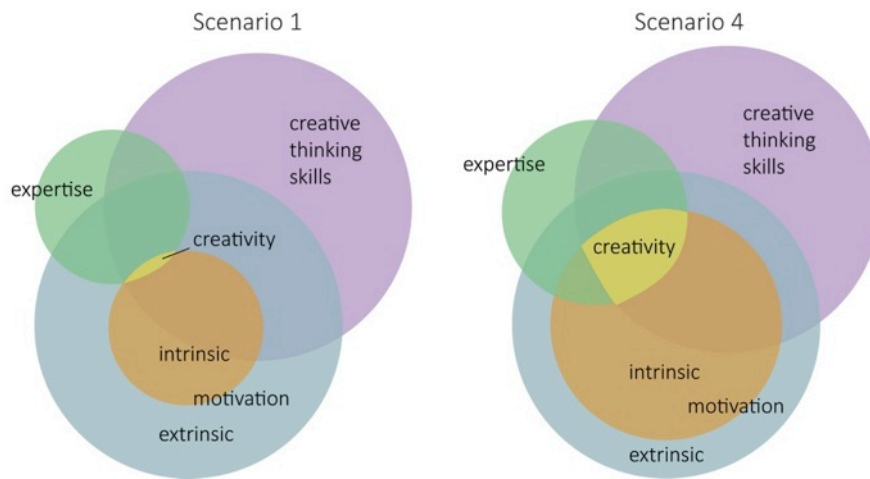 Scenario 1
creative
thinking
skills
expertise
creativity
intrinsic
motivation
extrinsic
Scenario 4
creative
thinking
skills
expertise
creativity
intrinsic
motivation
extrinsic